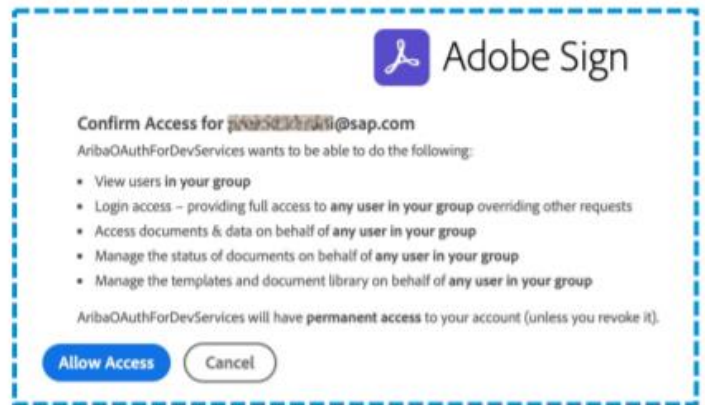 Adobe Sign
Confirm Access for @sap.com
AribaOAuthForDevServices wants to be able to do the following:
• View users in your group
• Login access – providing full access to any user in your group overriding other requests
• Access documents & data on behalf of any user in your group
• Manage the status of documents on behalf of any user in your group
• Manage the templates and document library on behalf of any user in your group
AribaOAuthForDevServices will have permanent access to your account (unless you revoke it).
Allow Access Cancel